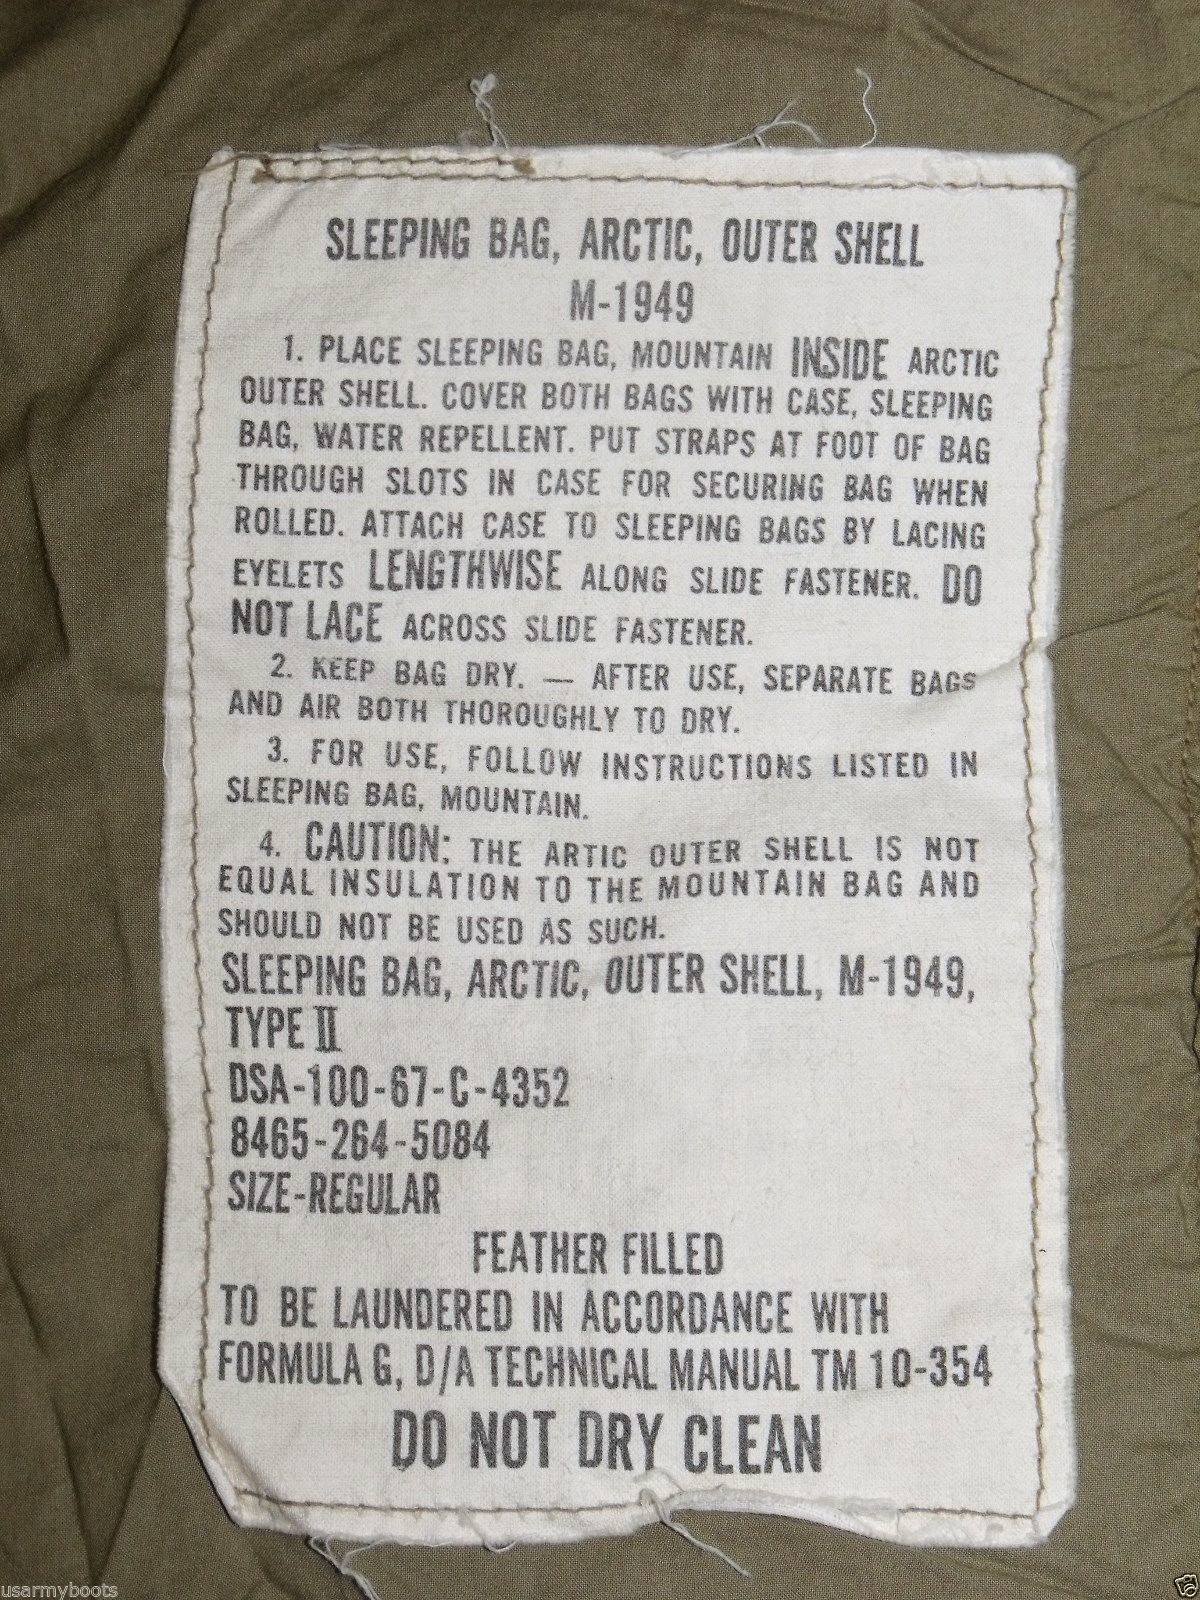 SLEEPING BAG, ARCTIC, OUTER SHELL
M-1949
1. PLACE SLEEPING BAG, MOUNTAIN INSIDE ARCTIC
OUTER SHELL. COVER BOTH BAGS WITH CASE, SLEEPING
BAG, WATER REPELLENT. PUT STRAPS AT FOOT OF BAG
THROUGH SLOTS IN CASE FOR SECURING BAG WHEN
ROLLED. ATTACH CASE TO SLEEPING BAGS BY LACING
EYELETS LENGTHWISE ALONG SLIDE FASTENER. DO
NOT LACE ACROSS SLIDE FASTENER.
2. KEEP BAG DRY. — AFTER USE, SEPARATE BAGS
AND AIR BOTH THOROUGHLY TO DRY.
3. FOR USE, FOLLOW INSTRUCTIONS LISTED IN
SLEEPING BAG, MOUNTAIN.
4. CAUTION: THE ARTIC OUTER SHELL IS NOT
EQUAL INSULATION TO THE MOUNTAIN BAG AND
SHOULD NOT BE USED AS SUCH.
SLEEPING BAG, ARCTIC, OUTER SHELL, M-1949,
TYPE II
DSA-100-67-C-4352
8465-264-5084
SIZE-REGULAR
FEATHER FILLED
TO BE LAUNDERED IN ACCORDANCE WITH
FORMULA G, D/A TECHNICAL MANUAL TM 10-354
DO NOT DRY CLEAN
usarmyboots